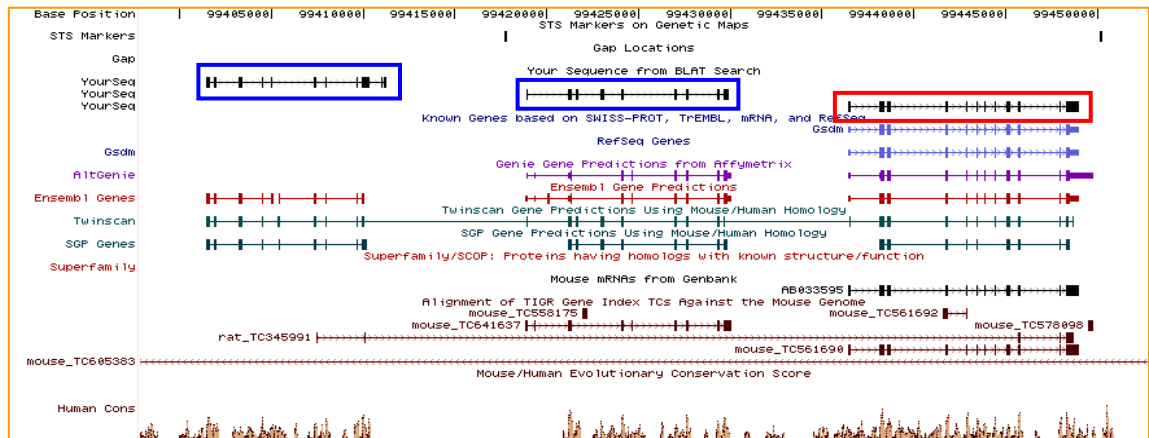 Base Position 99405000 99410000 99415000 99420000 99425000 99430000 99435000 99440000 99445000 99450000
STS Markers on Genetic Maps
STS Markers
Gap Locations
Gap
Your Sequence from BLAT Search
YourSeq
YourSeq
YourSeq
Known Genes based on SWISS-PROT, TrEMBL, mRNA, and RefSeq
Gsdm
RefSeq Genes
Gsdm
Genie Gene Predictions from Affymetrix
AltGenie
Ensembl Gene Predictions
Ensembl Genes
Twinscan Gene Predictions Using Mouse/Human Homology
Twinscan
SGP Gene Predictions Using Mouse/Human Homology
SGP Genes
Superfamily/SCOP: Proteins having homologs with known structure/function
Superfamily
Mouse mRNAs from Genbank
AB033595
Alignment of TIGR Gene Index TCs Against the Mouse Genome
mouse_TC558175 mouse_TC561692
mouse_TC641637 mouse_TC578098
rat_TC345991
mouse_TC561690
mouse_TC605383
Mouse/Human Evolutionary Conservation Score
Human Cons